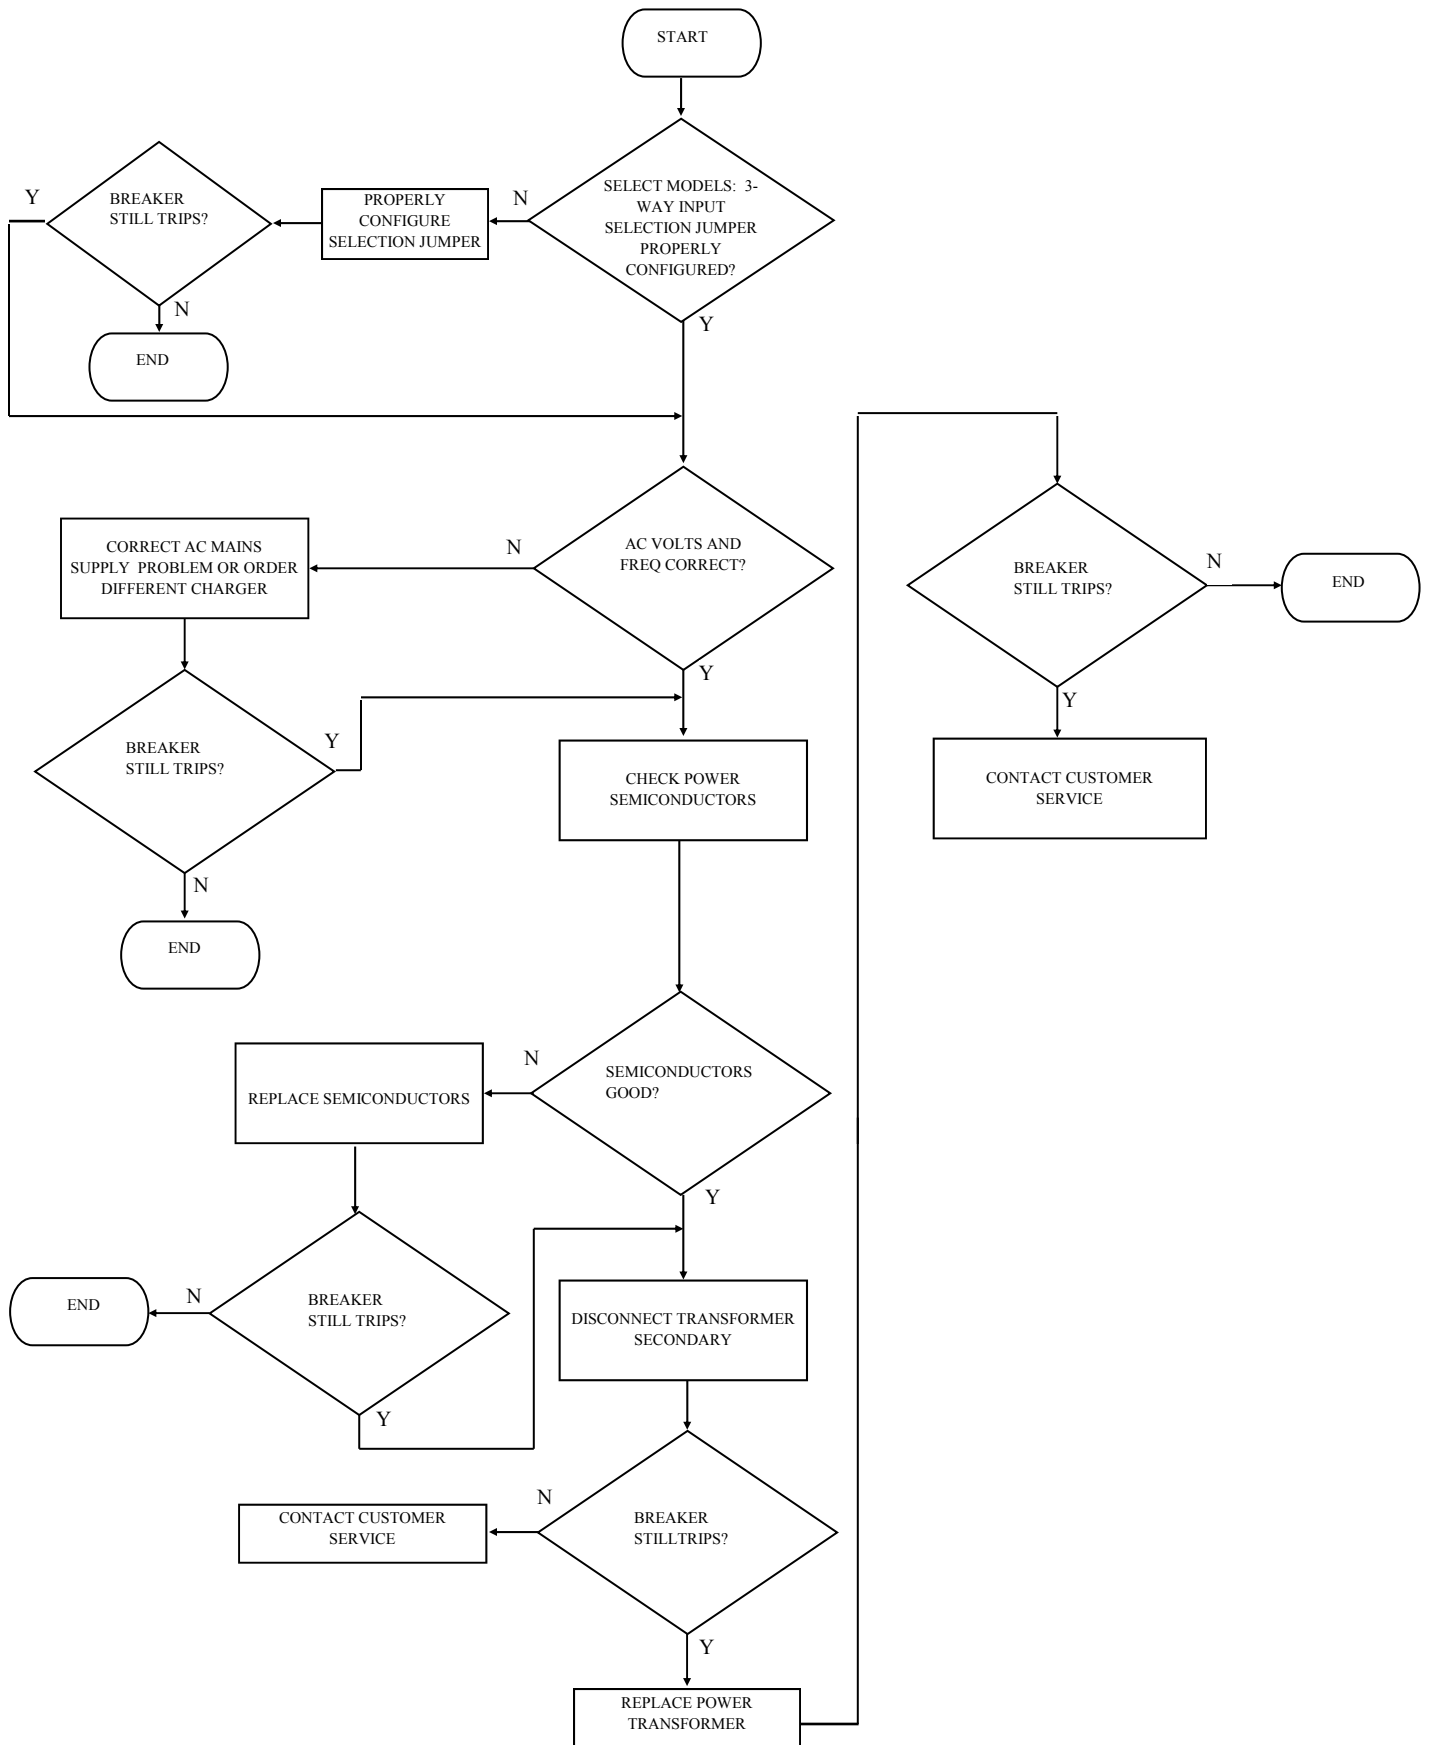 START
SELECT MODELS: 3-
WAY INPUT
SELECTION JUMPER
PROPERLY
CONFIGURED?
N
PROPERLY
CONFIGURE
SELECTION JUMPER
BREAKER
STILL TRIPS?
Y
N
END
Y
AC VOLTS AND
FREQ CORRECT?
N
CORRECT AC MAINS
SUPPLY PROBLEM OR ORDER
DIFFERENT CHARGER
BREAKER
STILL TRIPS?
Y
N
END
Y
CHECK POWER
SEMICONDUCTORS
SEMICONDUCTORS
GOOD?
N
REPLACE SEMICONDUCTORS
BREAKER
STILL TRIPS?
N
END
Y
Y
DISCONNECT TRANSFORMER
SECONDARY
BREAKER
STILLTRIPS?
N
CONTACT CUSTOMER
SERVICE
Y
REPLACE POWER
TRANSFORMER
BREAKER
STILL TRIPS?
N
END
Y
CONTACT CUSTOMER
SERVICE